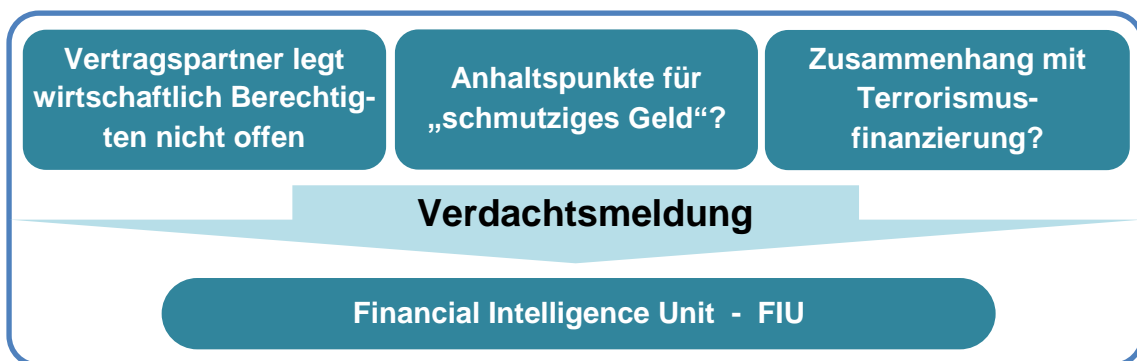 Vertragspartner legt
wirtschaftlich Berechtig-
ten nicht offen
Anhaltspunkte für
„schmutziges Geld“?
Zusammenhang mit
Terrorismus-
finanzierung?
Verdachtsmeldung
Financial Intelligence Unit - FIU